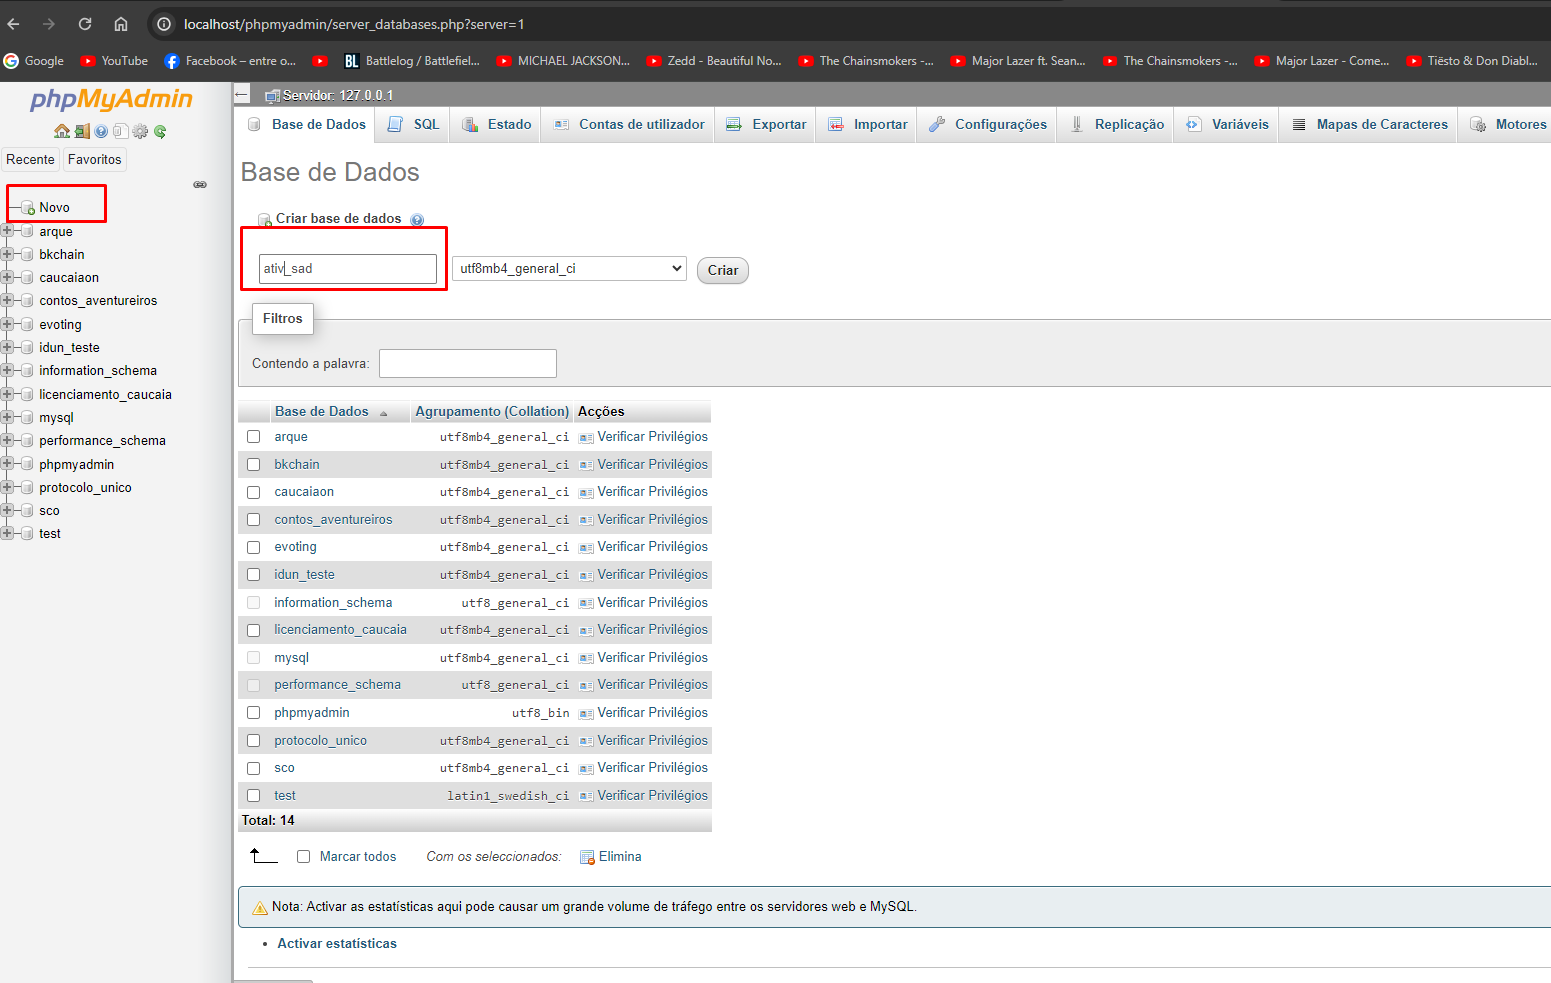 localhost/phpmyadmin/server_databases.php?server=1
Google YouTube Facebook – entre o... BL Battlelog / Battlefiel... MICHAEL JACKSON... Zedd - Beautiful No... The Chainsmokers -... Major Lazer ft. Sean... The Chainsmokers -... Major Lazer - Come... Tiësto & Don Diabl...
phpMyAdmin
Recente Favoritos
Novo
arque
bkchain
caucaiaon
contos_aventureiros
evoting
idun_teste
information_schema
licenciamento_caucaia
mysql
performance_schema
phpmyadmin
protocolo_unico
sco
test
Servidor: 127.0.0.1
Base de Dados SQL Estado Contas de utilizador Exportar Importar Configurações Replicação Variáveis Mapas de Caracteres Motores
Base de Dados
Criar base de dados
ativ_sad utf8mb4_general_ci Criar
Filtros
Contendo a palavra:
Base de Dados Agrupamento (Collation) Acções
arque utf8mb4_general_ci Verificar Privilégios
bkchain utf8mb4_general_ci Verificar Privilégios
caucaiaon utf8mb4_general_ci Verificar Privilégios
contos_aventureiros utf8mb4_general_ci Verificar Privilégios
evoting utf8mb4_general_ci Verificar Privilégios
idun_teste utf8mb4_general_ci Verificar Privilégios
information_schema utf8_general_ci Verificar Privilégios
licenciamento_caucaia utf8mb4_general_ci Verificar Privilégios
mysql utf8mb4_general_ci Verificar Privilégios
performance_schema utf8_general_ci Verificar Privilégios
phpmyadmin utf8_bin Verificar Privilégios
protocolo_unico utf8mb4_general_ci Verificar Privilégios
sco utf8mb4_general_ci Verificar Privilégios
test latin1_swedish_ci Verificar Privilégios
Total: 14
Marcar todos Com os seleccionados: Elimina
Nota: Activar as estatísticas aqui pode causar um grande volume de tráfego entre os servidores web e MySQL.
• Activar estatísticas